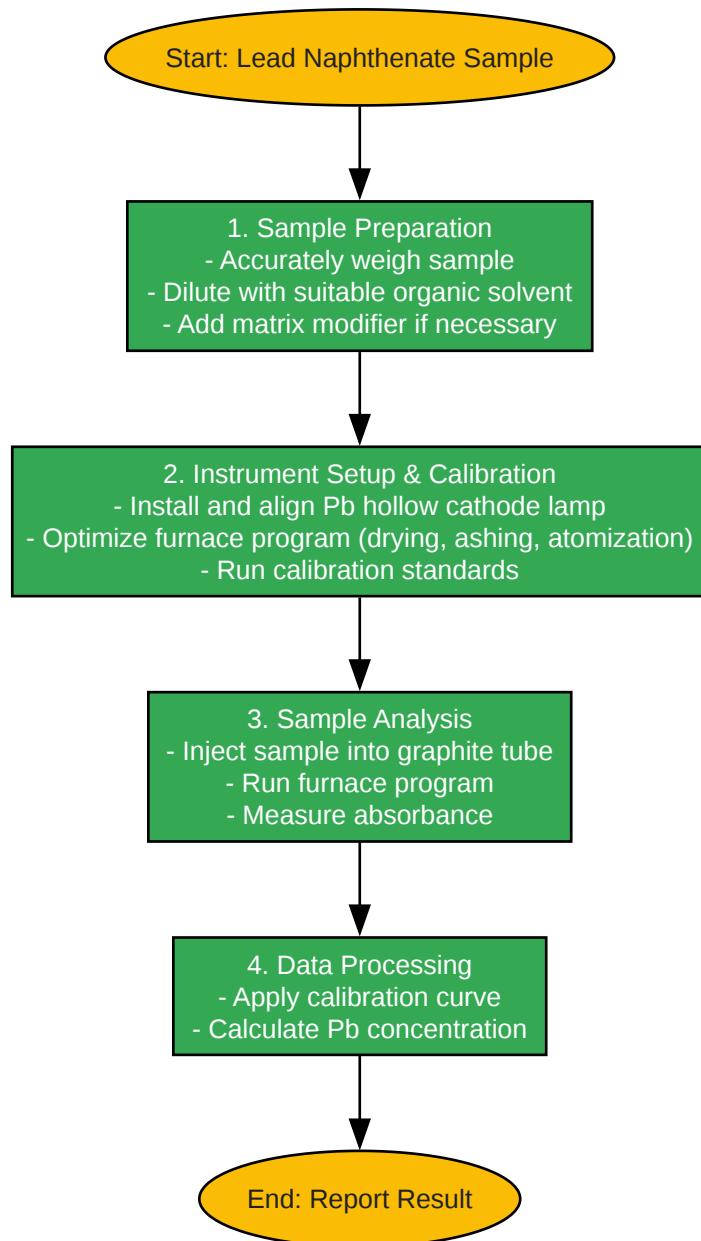 Start: Lead Naphthenate Sample
1. Sample Preparation
- Accurately weigh sample
- Dilute with suitable organic solvent
- Add matrix modifier if necessary
2. Instrument Setup & Calibration
- Install and align Pb hollow cathode lamp
- Optimize furnace program (drying, ashing, atomization)
- Run calibration standards
3. Sample Analysis
- Inject sample into graphite tube
- Run furnace program
- Measure absorbance
4. Data Processing
- Apply calibration curve
- Calculate Pb concentration
End: Report Result